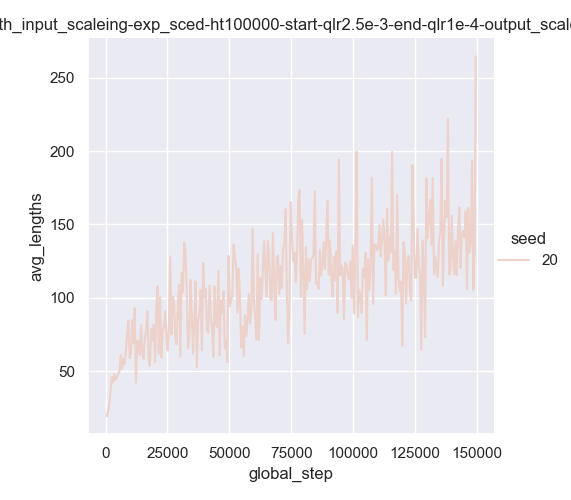 th_input_scaleing-exp_sced-ht100000-start-qlr2.5e-3-end-qlr1e-4-output_scale
250
200
150
100
50
avg_lengths
seed
20
0 25000 50000 75000 100000 125000 150000
global_step